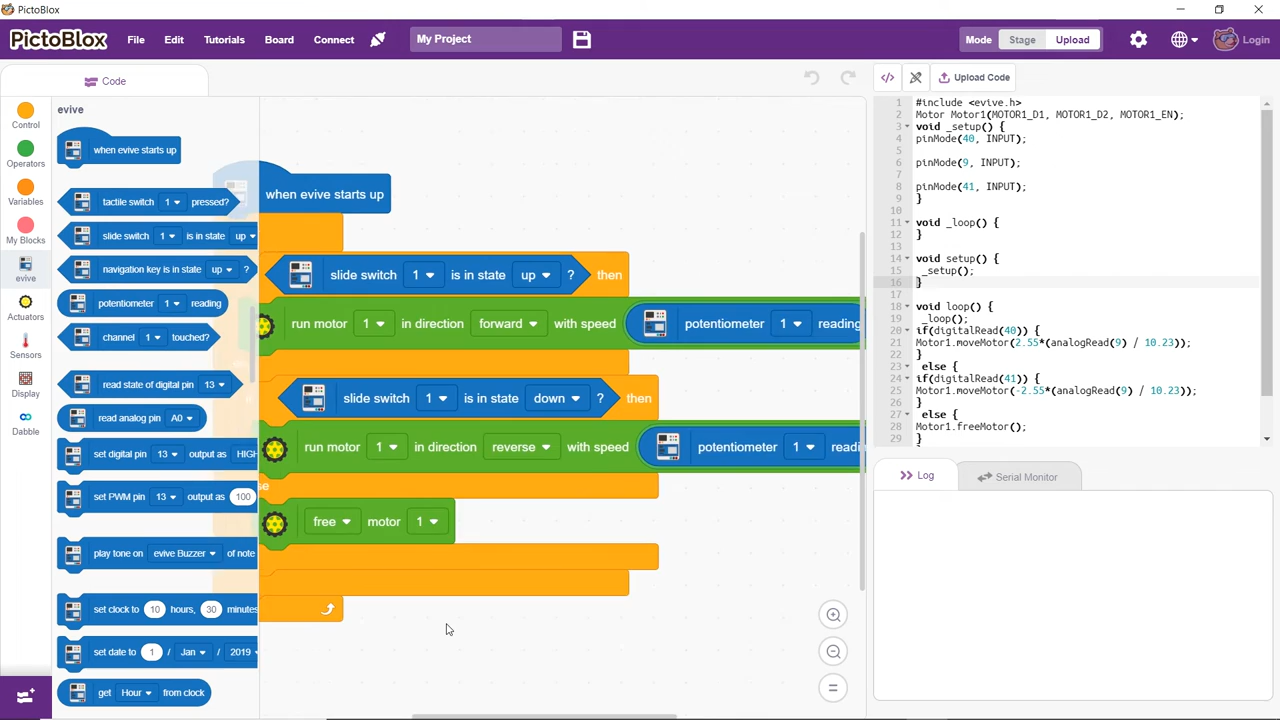 PictoBlox
PictoBlox File Edit Tutorials Board Connect My Project Mode Stage Upload Login
Code
Upload Code
Control
Operators
Variables
My Blocks
evive
Actuators
Sensors
Display
Dabble
evive
when evive starts up
tactile switch 1 pressed?
slide switch 1 is in state up
navigation key is in state up ?
potentiometer 1 reading
channel 1 touched?
read state of digital pin 13
read analog pin A0
set digital pin 13 output as HIGH
set PWM pin 13 output as 100
play tone on evive Buzzer of note
set clock to 10 hours, 30 minutes
set date to 1 / Jan / 2019
get Hour from clock
when evive starts up
slide switch 1 is in state up ? then
run motor 1 in direction forward with speed potentiometer 1 reading
slide switch 1 is in state down ? then
run motor 1 in direction reverse with speed potentiometer 1 readi
se
free motor 1
1 #include <evive.h>
2 Motor Motor1(MOTOR1_D1, MOTOR1_D2, MOTOR1_EN);
3 void _setup() {
4 pinMode(40, INPUT);
5
6 pinMode(9, INPUT);
7
8 pinMode(41, INPUT);
9 }
10
11 void _loop() {
12 }
13
14 void setup() {
15 _setup();
16 }
17
18 void loop() {
19 _loop();
20 if(digitalRead(40)) {
21 Motor1.moveMotor(2.55*(analogRead(9) / 10.23));
22 }
23 else {
24 if(digitalRead(41)) {
25 Motor1.moveMotor(-2.55*(analogRead(9) / 10.23));
26 }
27 else {
28 Motor1.freeMotor();
29 }
Log Serial Monitor